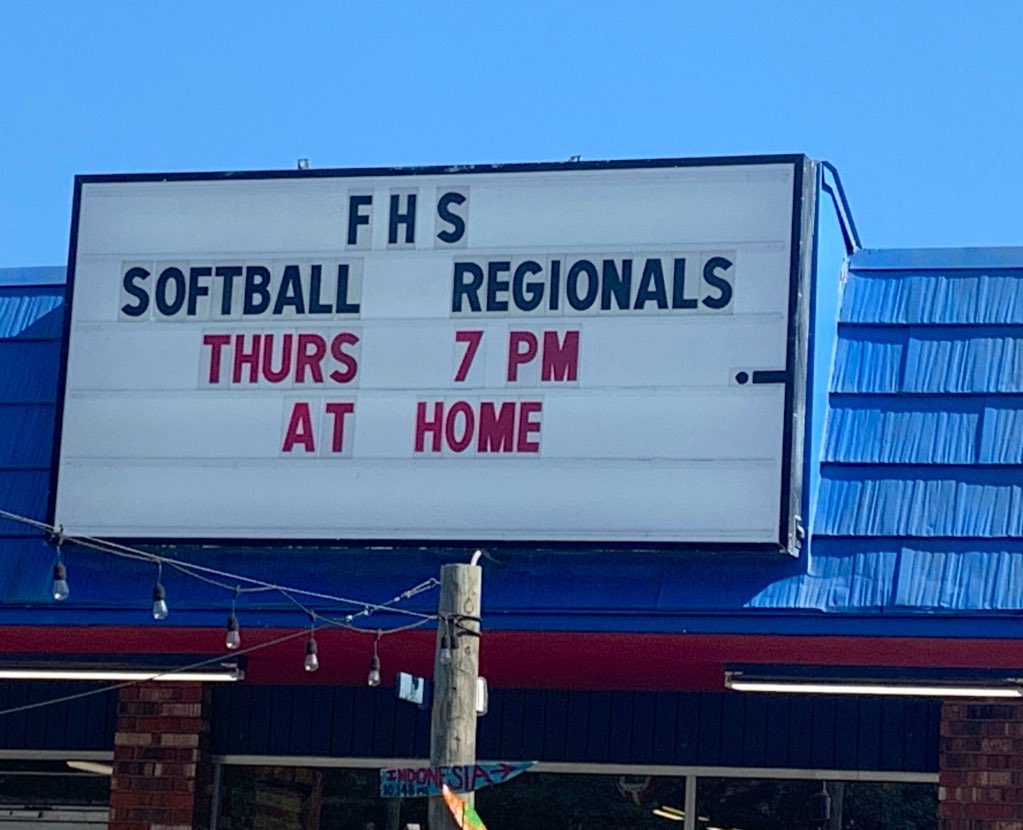 FHS
SOFTBALL REGIONALS
THURS 7 PM
AT HOME
INDONESIA